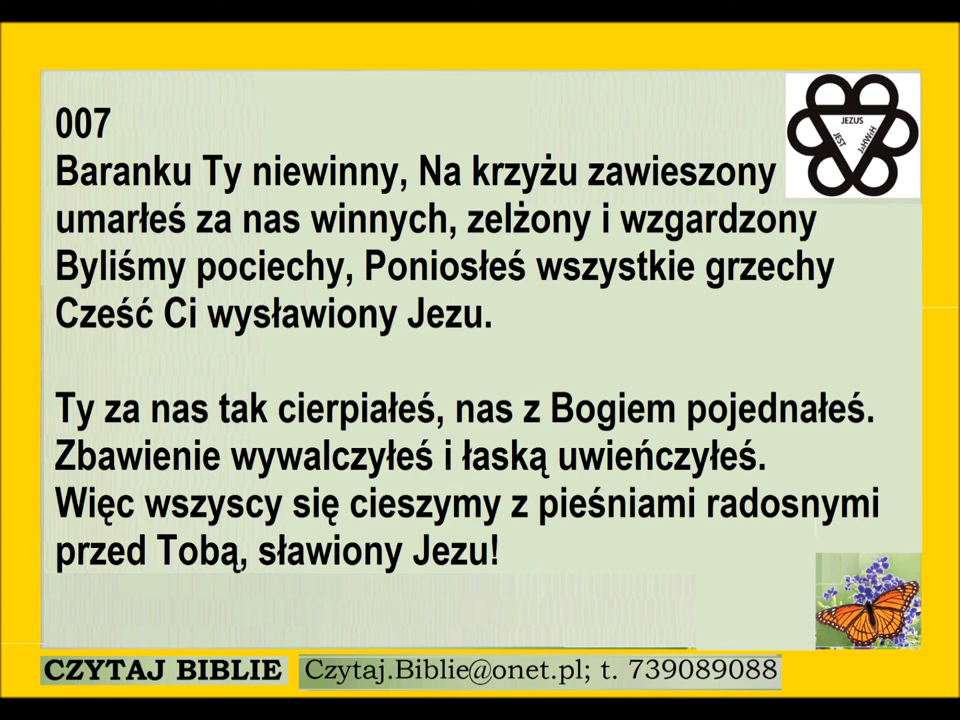 007
Baranku Ty niewinny, Na krzyżu zawieszony
umarłeś za nas winnych, zelżony i wzgardzony
Byliśmy pociechy, Poniosłeś wszystkie grzechy
Cześć Ci wysławiony Jezu.
Ty za nas tak cierpiałeś, nas z Bogiem pojednałeś.
Zbawienie wywalczyłeś i łaską uwieńczyłeś.
Więc wszyscy się cieszymy z pieśniami radosnymi
przed Tobą, sławiony Jezu!
JEZUS
JEST
JaHWeH
CZYTAJ BIBLIE
Czytaj.Biblie@onet.pl; t. 739089088